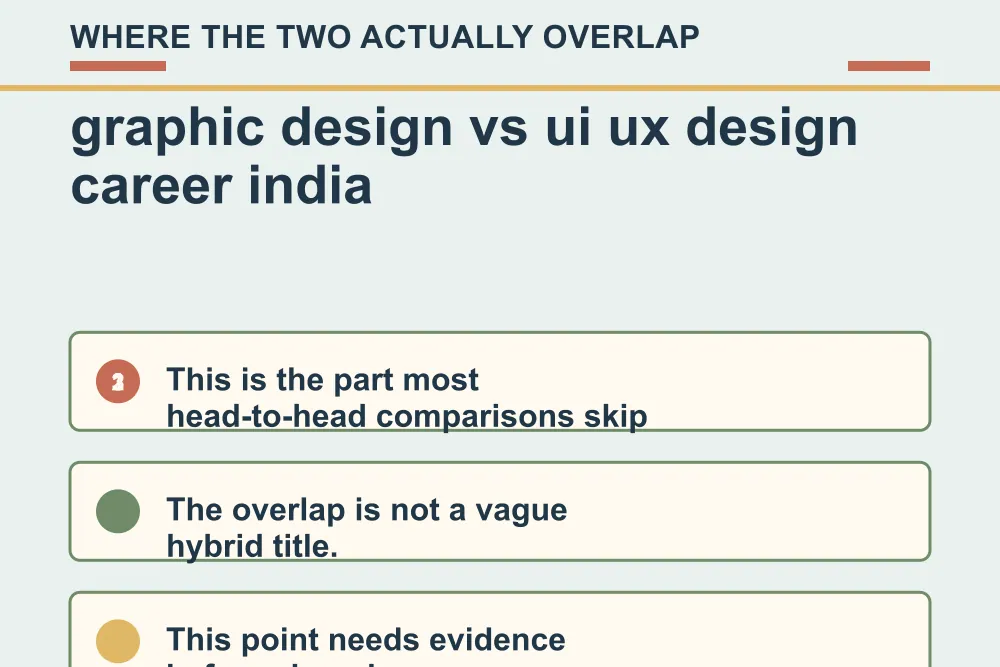 WHERE THE TWO ACTUALLY OVERLAP
graphic design vs ui ux design
career india
This is the part most
head-to-head comparisons skip
The overlap is not a vague
hybrid title.
This point needs evidence